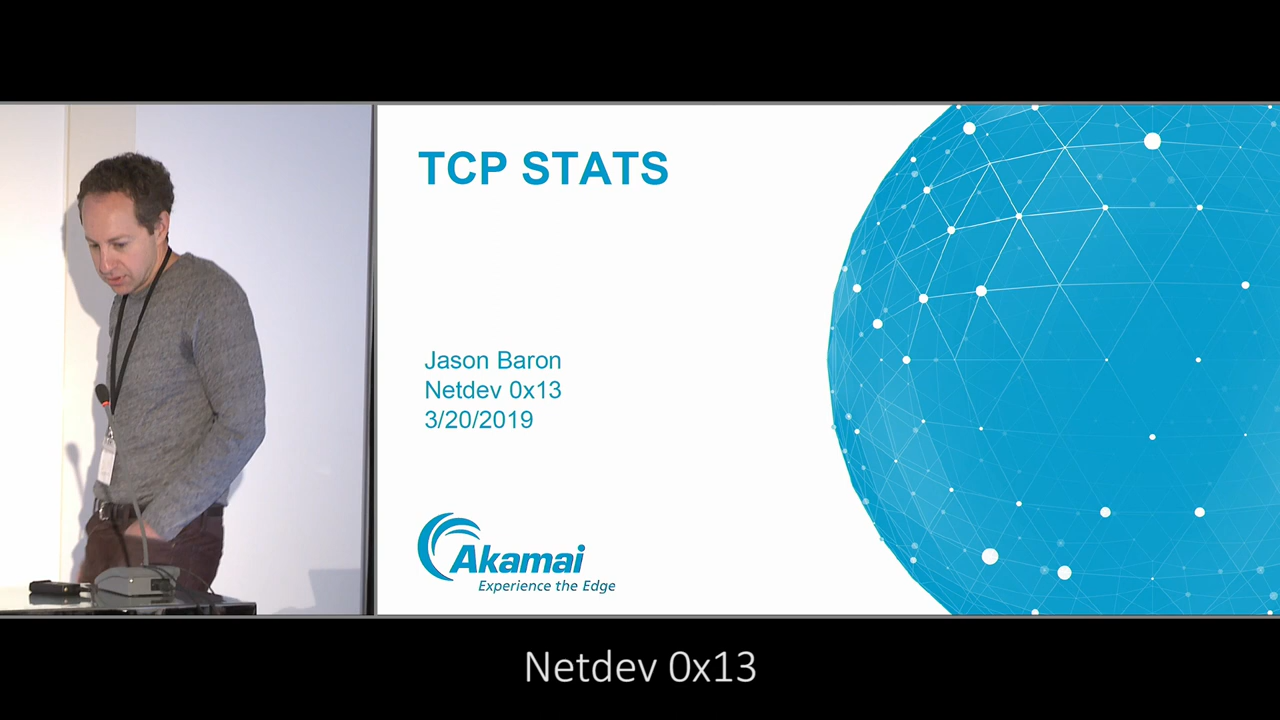 TCP STATS
Jason Baron
Netdev 0x13
3/20/2019
Akamai
Experience the Edge
Netdev 0x13